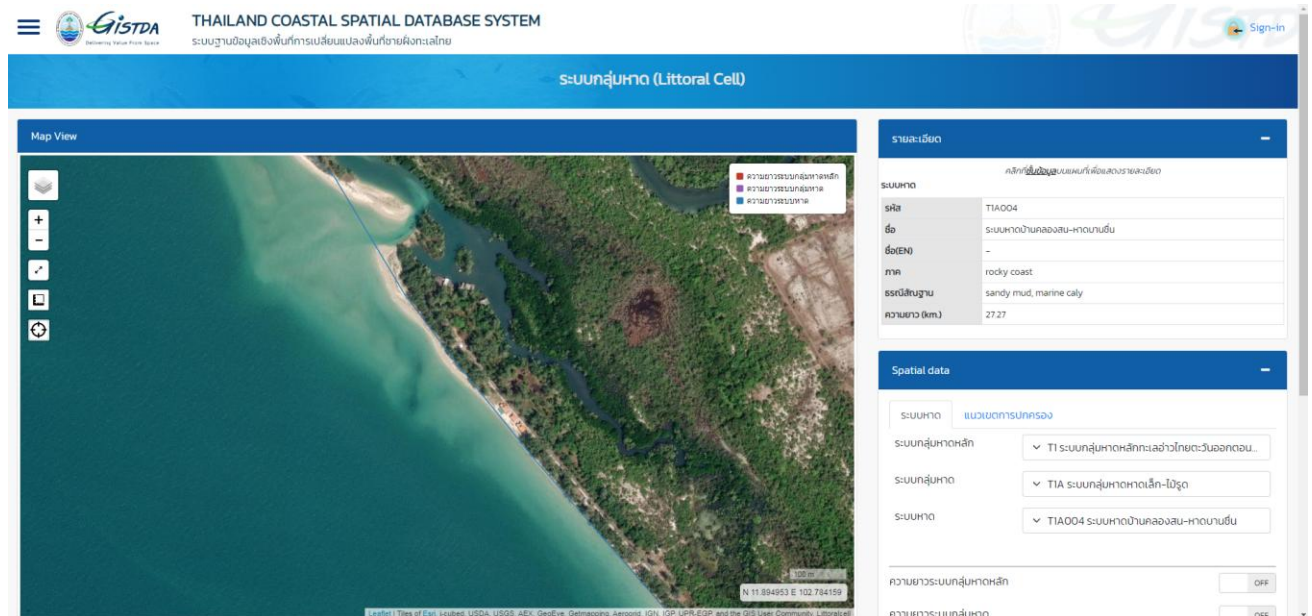 GISTDA
Delivering Value From Space
THAILAND COASTAL SPATIAL DATABASE SYSTEM
ระบบฐานข้อมูลเชิงพื้นที่การเปลี่ยนแปลงพื้นที่ชายฝั่งทะเลไทย
Sign-in
ระบบกลุ่มหาด (Littoral Cell)
Map View
ความยาวระบบกลุ่มหาดหลัก
ความยาวระบบกลุ่มหาด
ความยาวระบบหาด
+
−
100 m
N 11.894953 E 102.784159
Leaflet | Tiles of Esri, i-cubed, USDA, USGS, AEX, GeoEye, Getmapping, Aerogrid, IGN, IGP, UPR-EGP, and the GIS User Community, Littoralcell
รายละเอียด
คลิกที่ชั้นข้อมูลบนแผนที่เพื่อแสดงรายละเอียด
ระบบหาด
รหัส T1A004
ชื่อ ระบบหาดบ้านคลองสน-หาดบานชื่น
ชื่อ(EN) -
ภาค rocky coast
ธรณีสัณฐาน sandy mud, marine caly
ความยาว (km.) 27.27
Spatial data
ระบบหาด แนวเขตการปกครอง
ระบบกลุ่มหาดหลัก T1 ระบบกลุ่มหาดหลักทะเลอ่าวไทยตะวันออกตอน...
ระบบกลุ่มหาด T1A ระบบกลุ่มหาดหาดเล็ก-ไม้รูด
ระบบหาด T1A004 ระบบหาดบ้านคลองสน-หาดบานชื่น
ความยาวระบบกลุ่มหาดหลัก OFF
ความยาวระบบกลุ่มหาด OFF